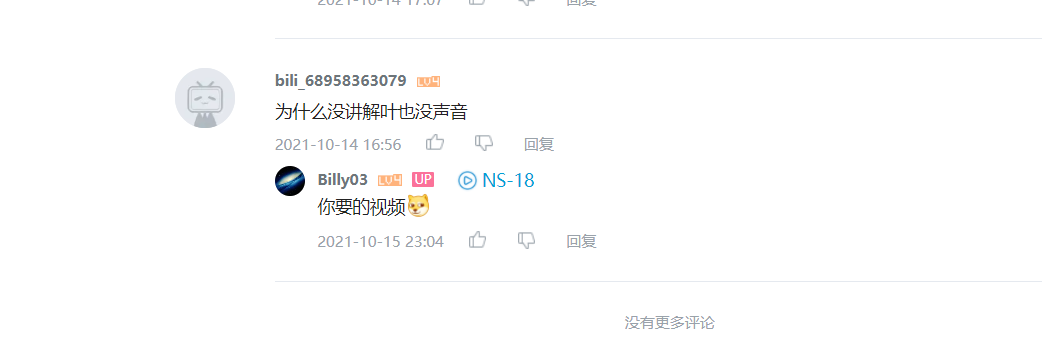 2021-10-14 17:07 回复
bili_68958363079 LV4
为什么没讲解叶也没声音
2021-10-14 16:56 回复
Billy03 LV4 UP NS-18
你要的视频
2021-10-15 23:04 回复
没有更多评论